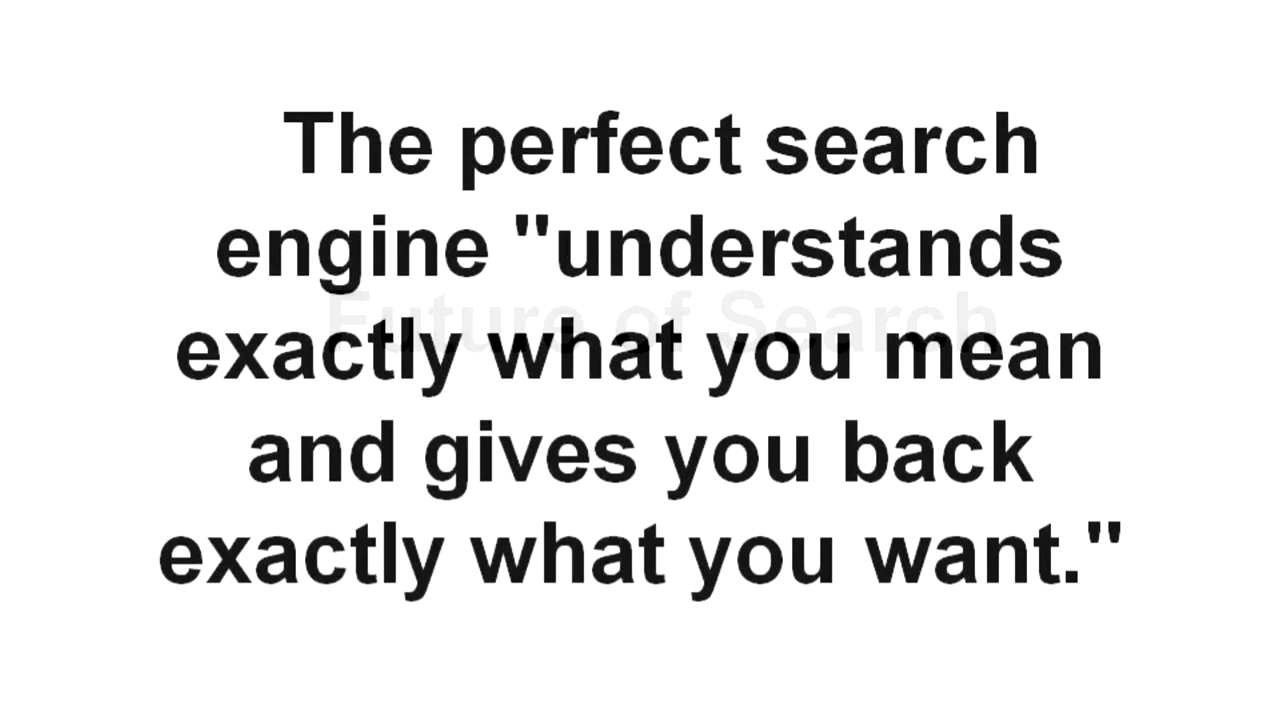 The perfect search
engine "understands
exactly what you mean
and gives you back
exactly what you want."
Future of Search